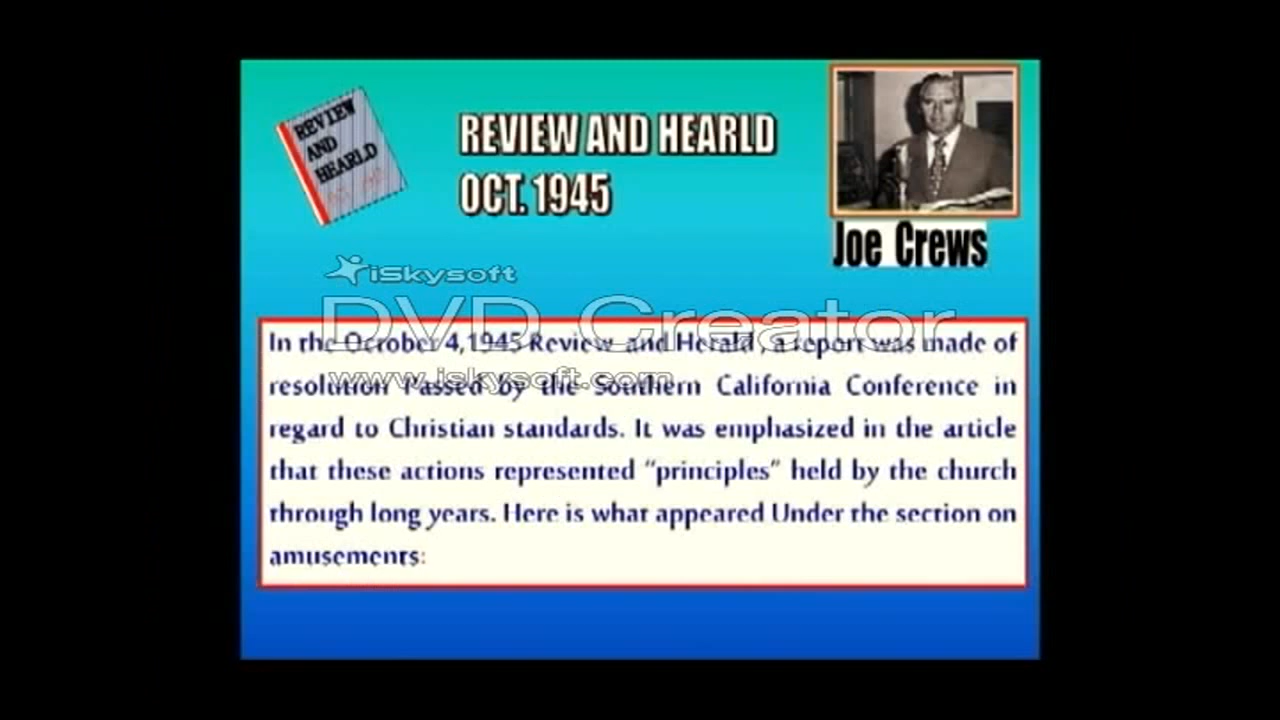 REVIEW
AND
HEARLD
REVIEW AND HEARLD
OCT. 1945
Joe Crews
iSkysoft
DVD Creator
www.iskysoft.com
In the October 4,1945 Review and Herald, a report was made of
resolution Passed by the Southern California Conference in
regard to Christian standards. It was emphasized in the article
that these actions represented “principles” held by the church
through long years. Here is what appeared Under the section on
amusements: